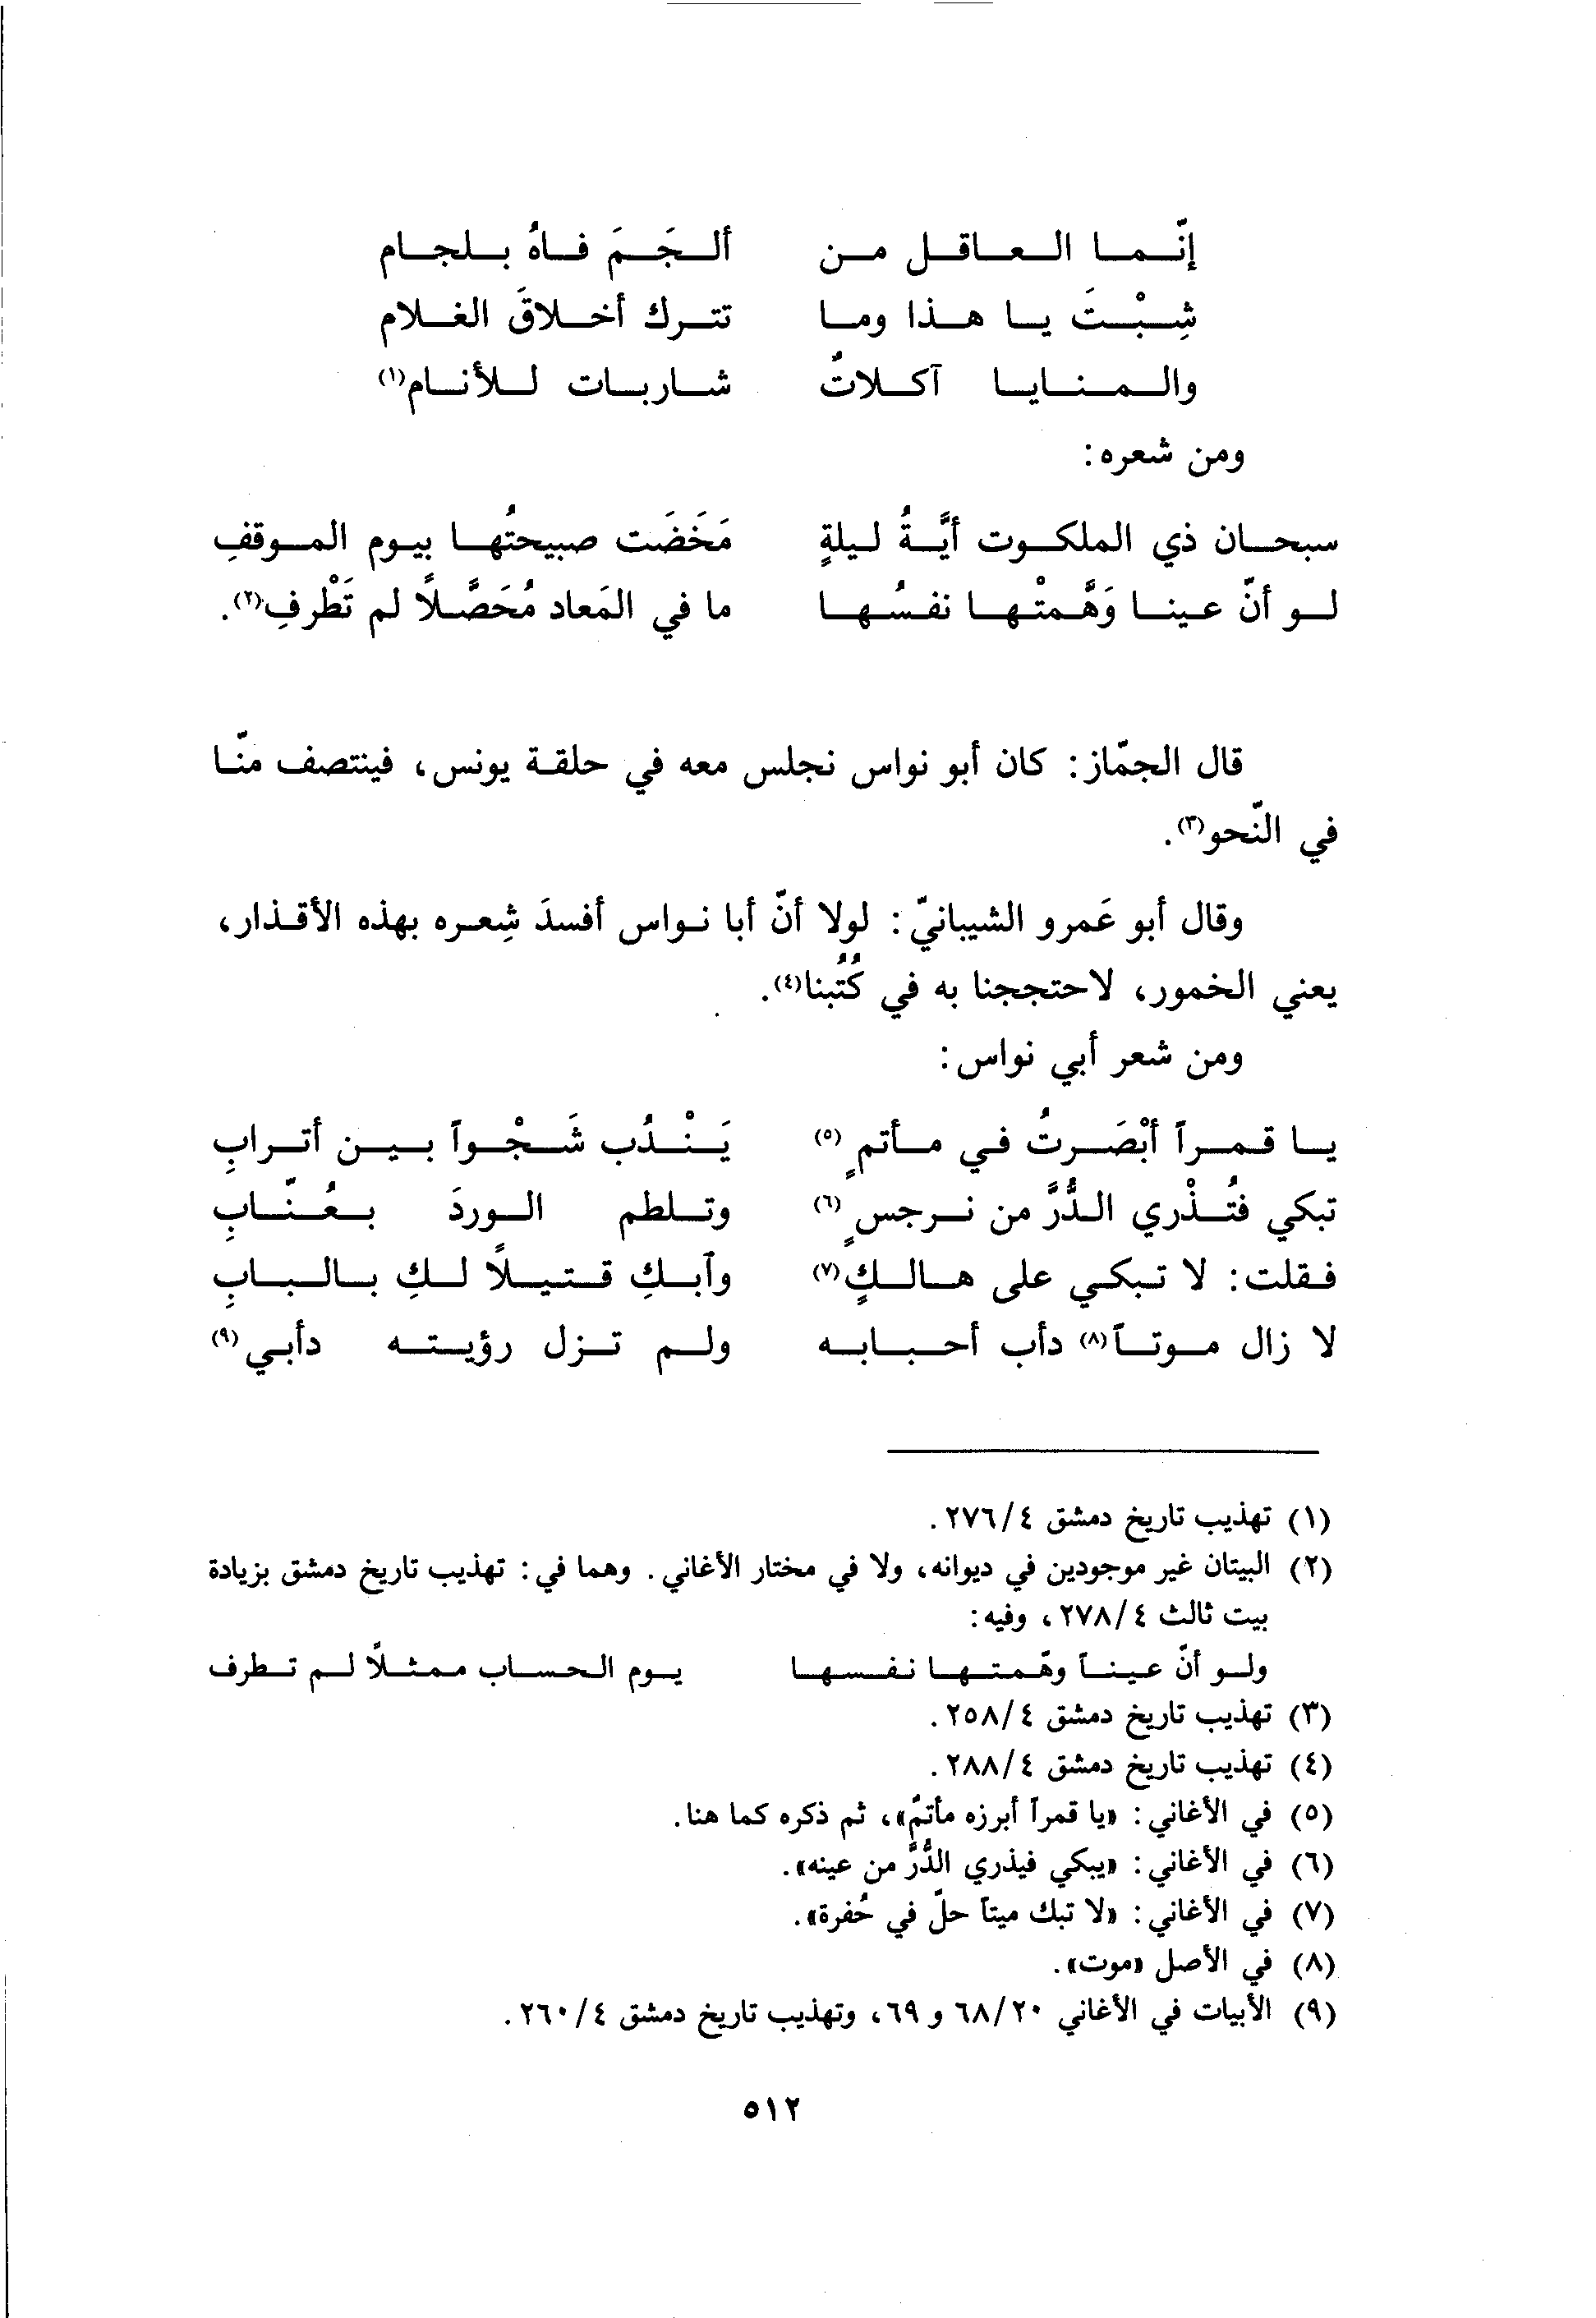 إنّما العاقل من ألجَمَ فاهُ بلجام
شِبْتَ يا هذا وما تترك أخلاقَ الغلام
والمنايا آكلاتُ شاربات للأنام(١)
ومن شعره:
سبحان ذي الملكوت أيَّةُ ليلةٍ مَخَضَت صبيحتُها بيوم الموقفِ
لو أنّ عينا وَهَّمتْها نفسُها ما في المَعاد مُحَصَّلاً لم تَطْرفِ(٢).
قال الجمّاز: كان أبو نواس نجلس معه في حلقة يونس، فينتصف منّا
في النّحو(٣).
وقال أبو عَمرو الشيبانيّ: لولا أنّ أبا نواس أفسدَ شِعره بهذه الأقذار،
يعني الخمور، لاحتججنا به في كُتُبنا(٤).
ومن شعر أبي نواس:
يا قمراً أبْصَرتُ في مأتمٍ(٥) يَنْدُب شَجْواً بين أترابِ
تبكي فتُذْري الدُّرَّ من نرجسٍ(٦) وتلطم الوردَ بعُنّابِ
فقلت: لا تبكي على هالكٍ(٧) وآبكِ قتيلاً لكِ بالبابِ
لا زال موتاً(٨) دأب أحبابه ولم تزل رؤيته دأبي(٩)
(١) تهذيب تاريخ دمشق ٢٧٦/٤.
(٢) البيتان غير موجودين في ديوانه، ولا في مختار الأغاني. وهما في: تهذيب تاريخ دمشق بزيادة
بيت ثالث ٢٧٨/٤، وفيه:
ولو أنّ عيناً وهّمتها نفسها يوم الحساب ممثلاً لم تطرف
(٣) تهذيب تاريخ دمشق ٢٥٨/٤.
(٤) تهذيب تاريخ دمشق ٢٨٨/٤.
(٥) في الأغاني: «يا قمراً أبرزه مأتمٌ»، ثم ذكره كما هنا.
(٦) في الأغاني: «يبكي فيذري الدُّرَّ من عينه».
(٧) في الأغاني: «لا تبك ميتاً حلّ في حُفرة».
(٨) في الأصل «موت».
(٩) الأبيات في الأغاني ٦٨/٢٠ و ٦٩، وتهذيب تاريخ دمشق ٢٦٠/٤.
٥١٢